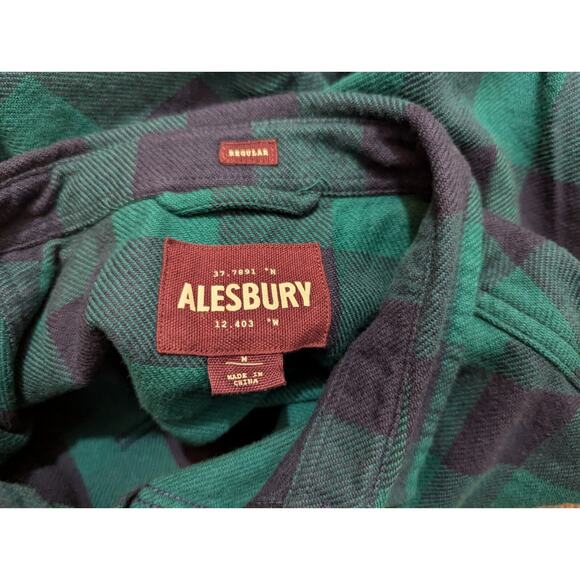 REGULAR
37.7891 °N
ALESBURY
12.403 °W
M
MADE IN
CHINA